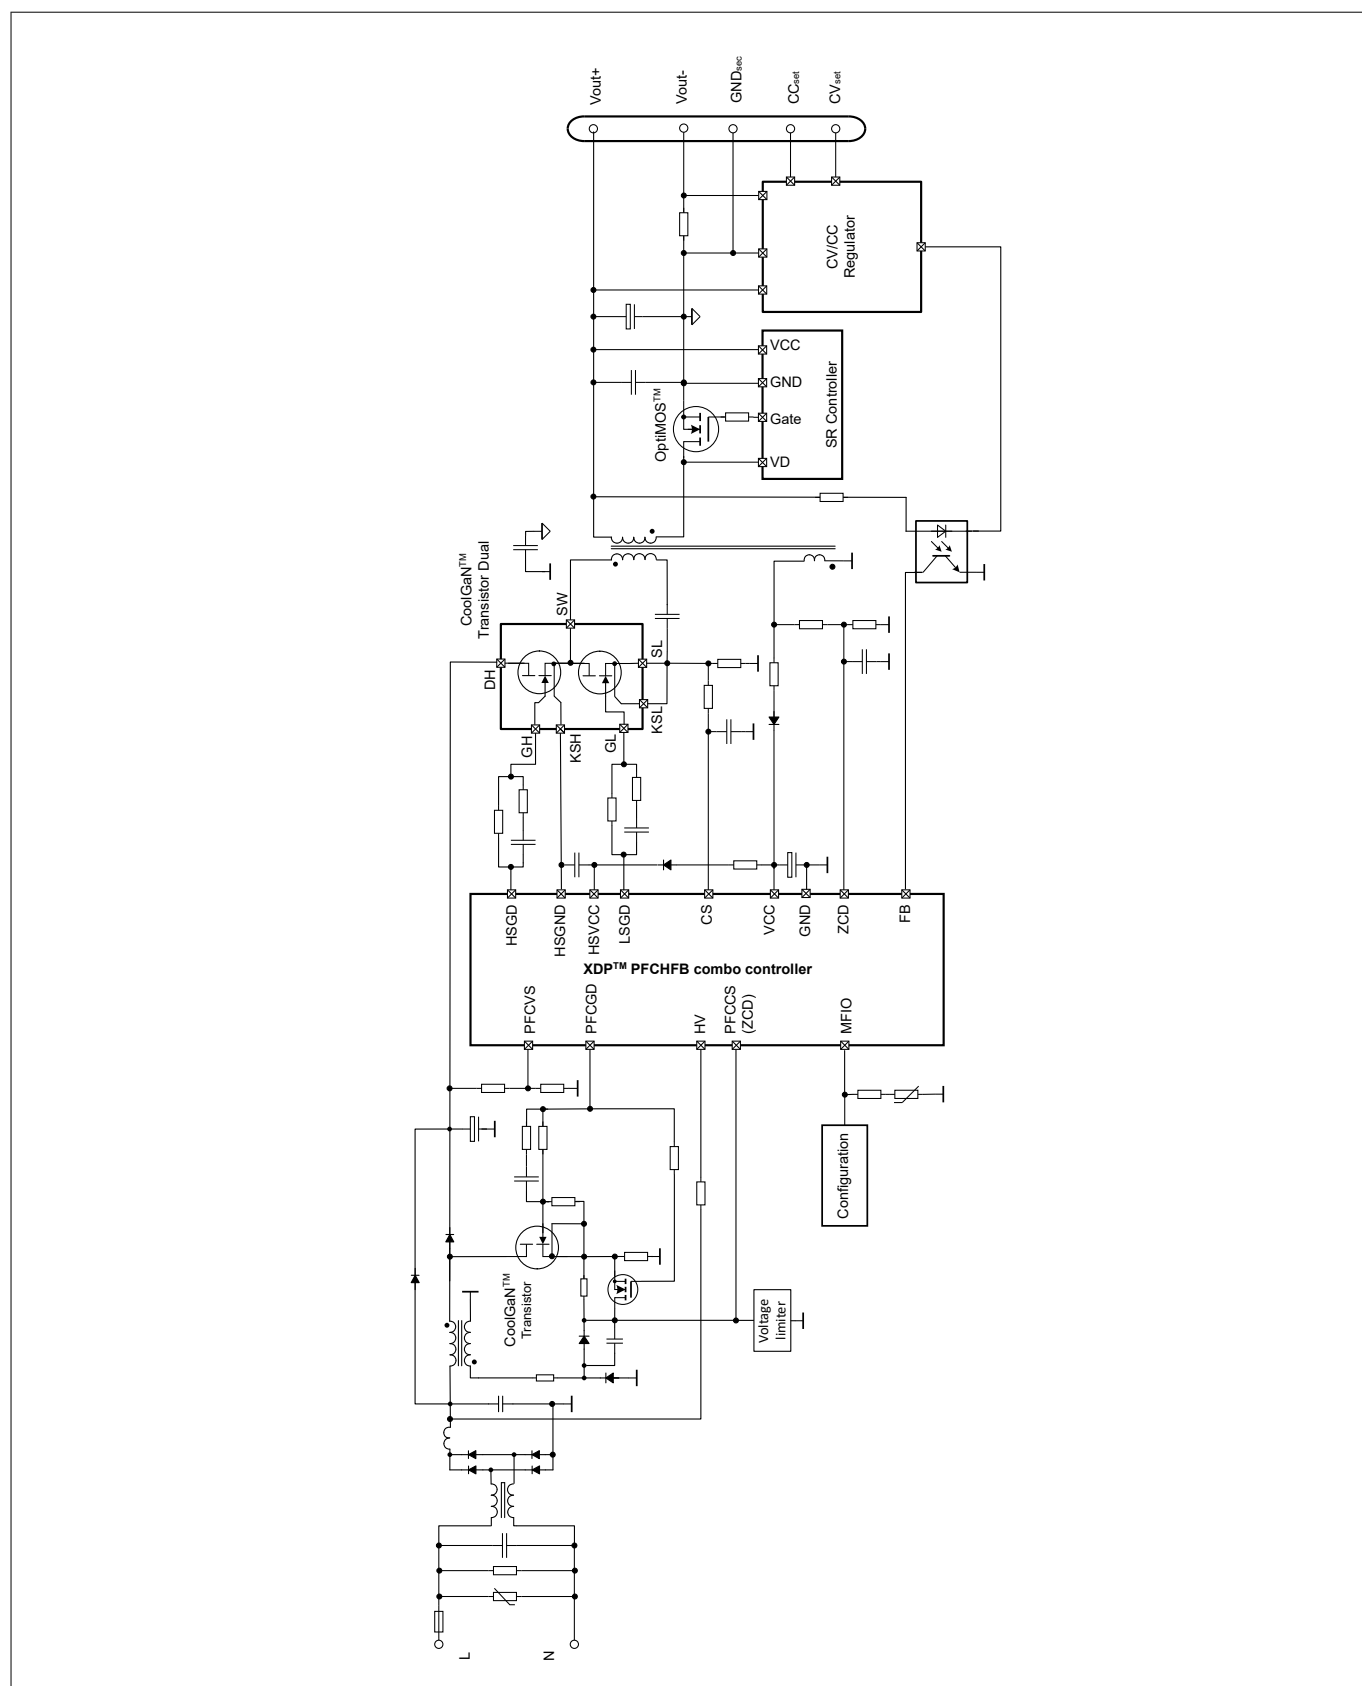 Vout+
Vout-
GNDsec
CCset
CVset
CV/CC
Regulator
VCC
GND
Gate
VD
SR Controller
OptiMOS™
CoolGaN™
Transistor Dual
SW
DH
SL
KSL
GH
KSH
GL
HSGD
HSGND
HSVCC
LSGD
CS
VCC
GND
ZCD
FB
XDP™ PFCHFB combo controller
PFCVS
PFCGD
HV
PFCCS
(ZCD)
MFIO
Configuration
CoolGaN™
Transistor
Voltage
limiter
L
N